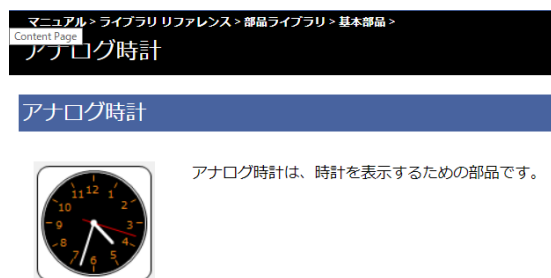 マニュアル > ライブラリ リファレンス > 部品ライブラリ > 基本部品 >
Content Page
アナログ時計
アナログ時計
アナログ時計は、時計を表示するための部品です。
11 12 1
10 2
9 3
8 4
7 6 5